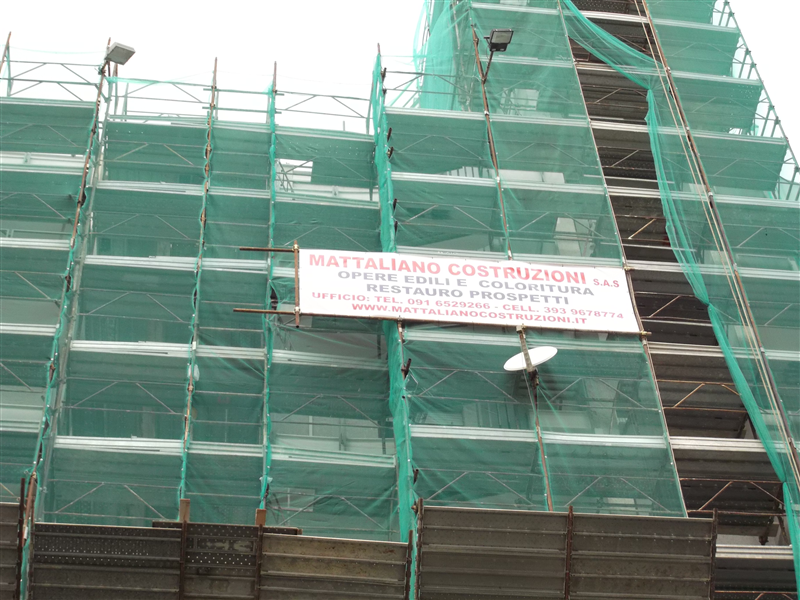 MATTALIANO COSTRUZIONI S.A.S
OPERE EDILI E COLORITURA
RESTAURO PROSPETTI
UFFICIO: TEL. 091 6529266 - CELL. 393 9678774
WWW.MATTALIANOCOSTRUZIONI.IT